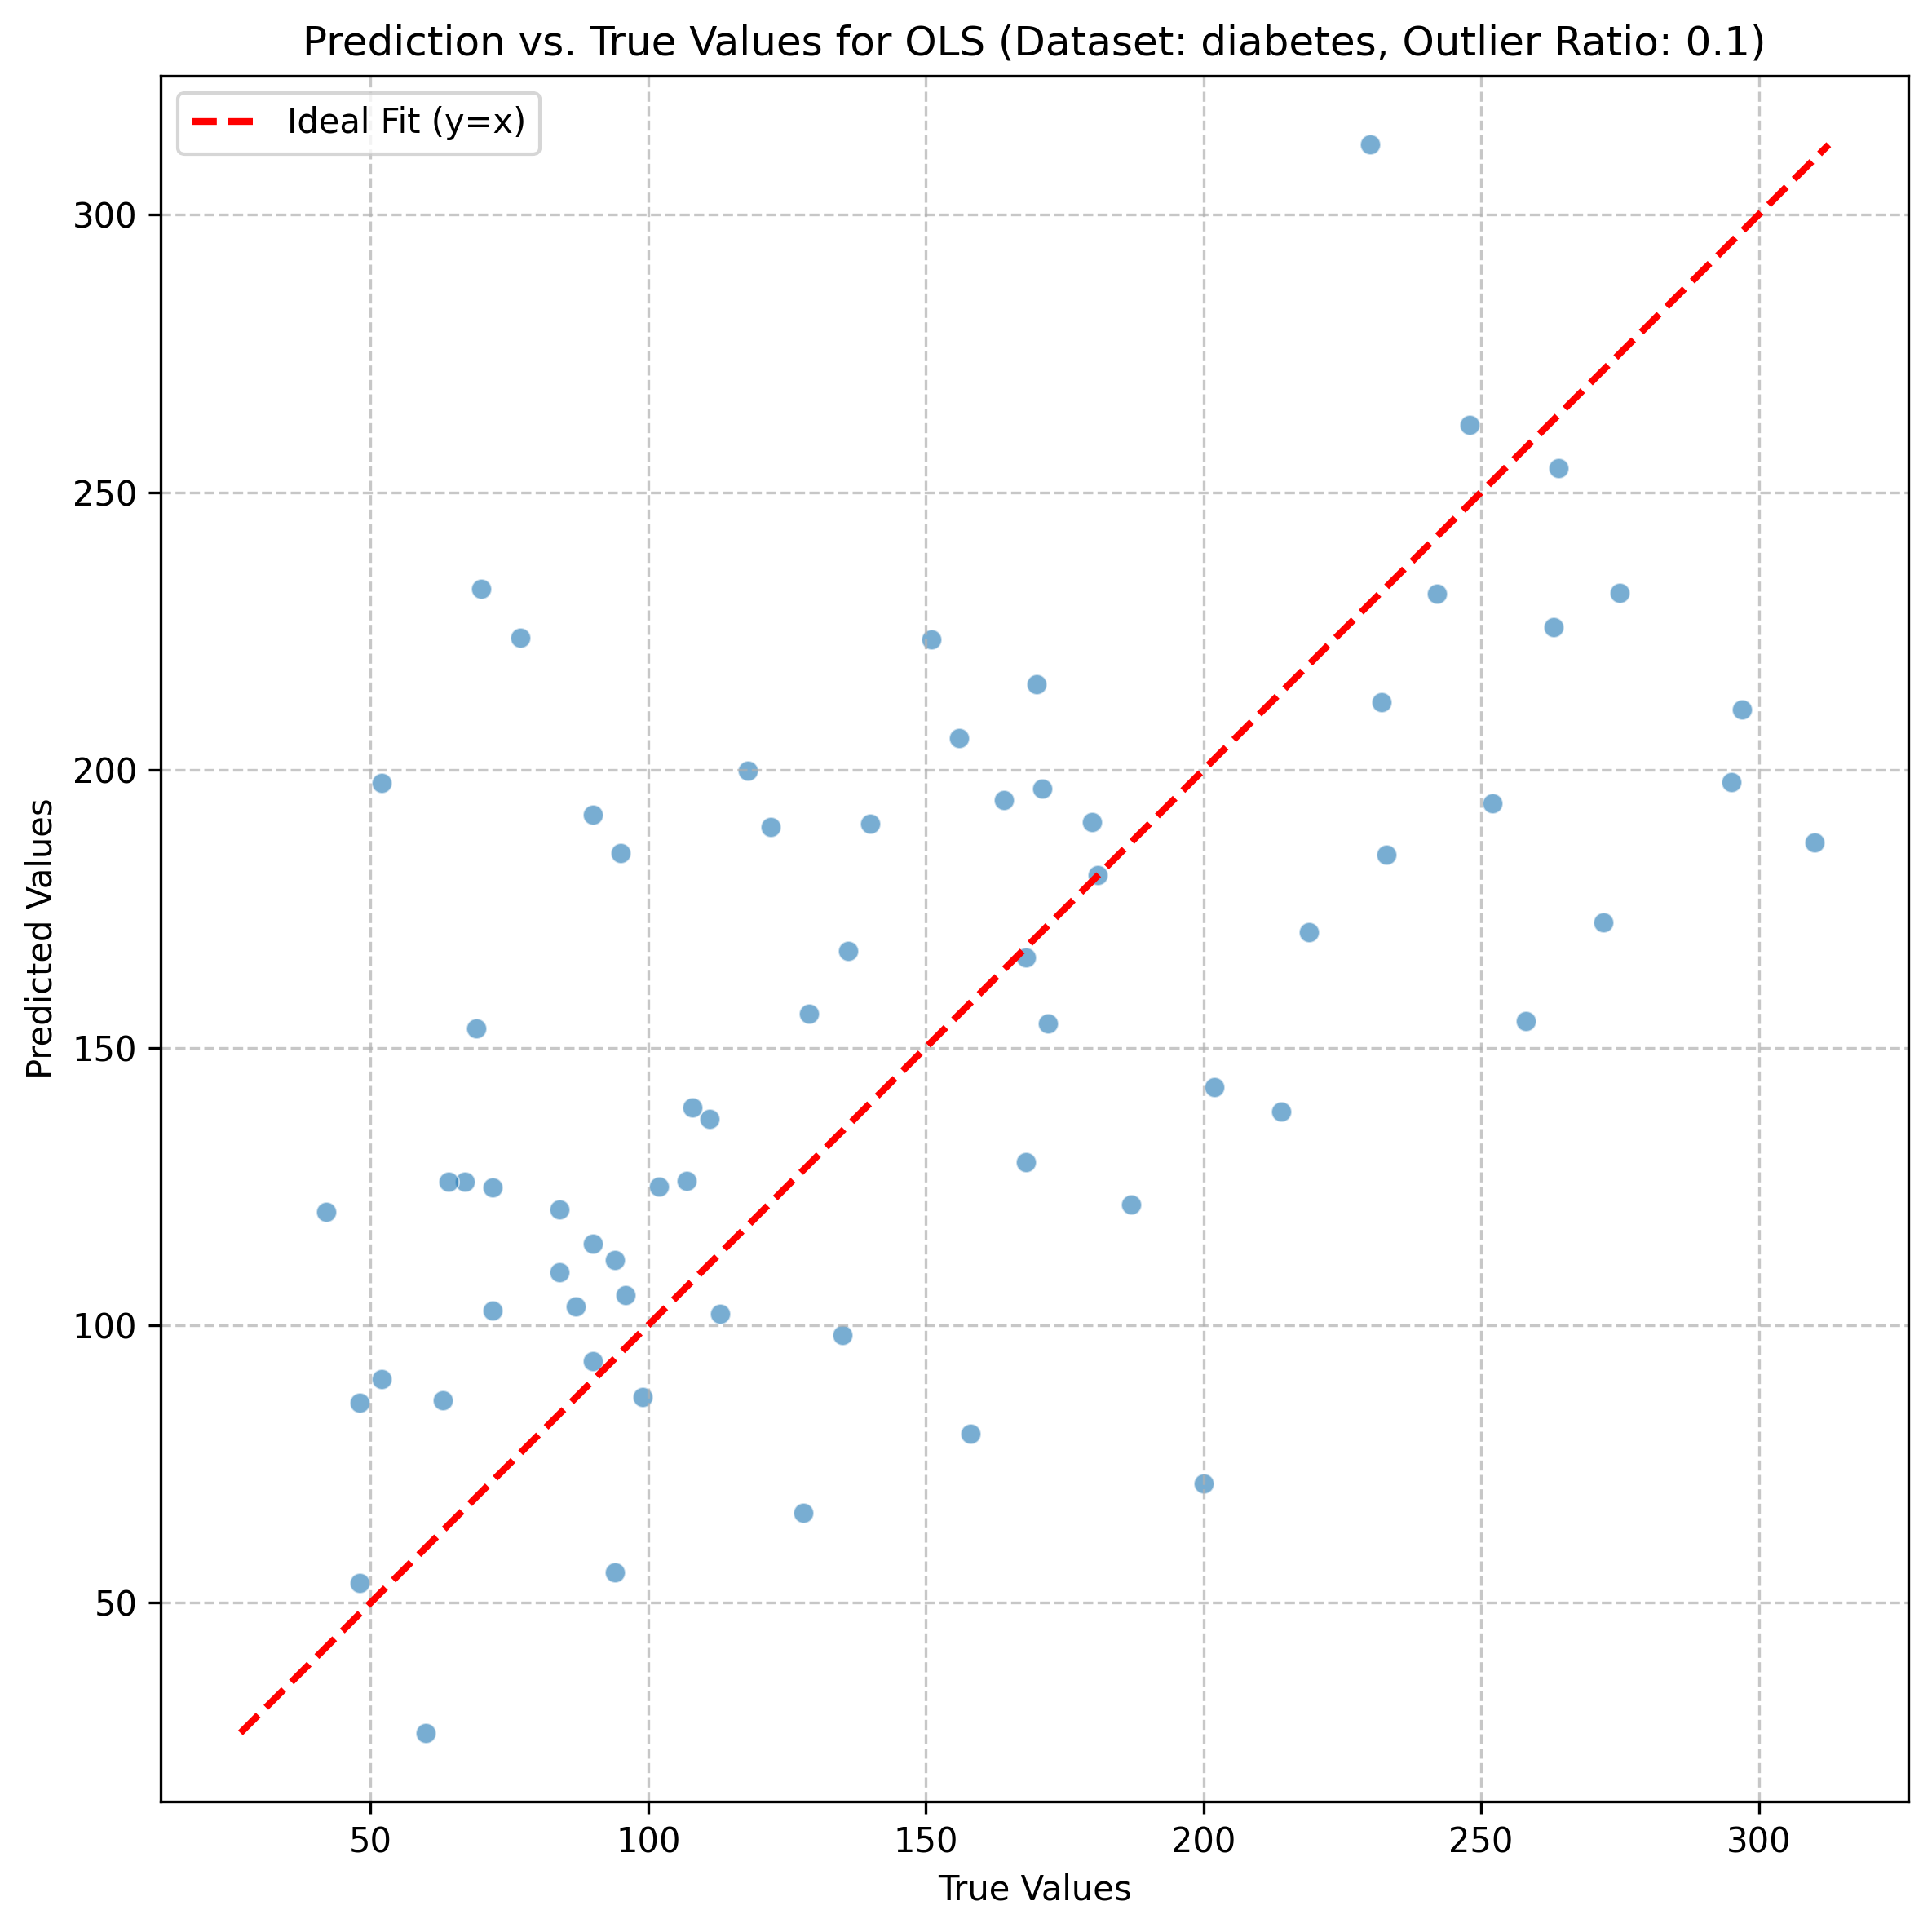 Prediction vs. True Values for OLS (Dataset: diabetes, Outlier Ratio: 0.1)
Ideal Fit (y=x)
300
250
200
150
100
50
Predicted Values
50 100 150 200 250 300
True Values